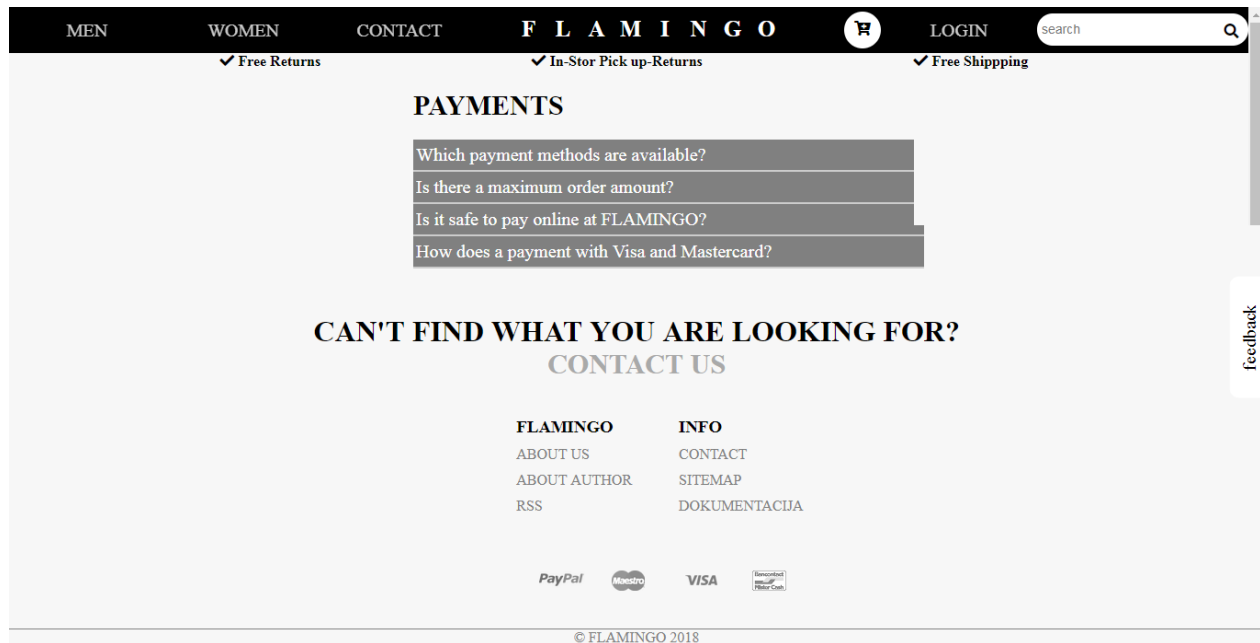 MEN WOMEN CONTACT F L A M I N G O LOGIN search
Free Returns In-Stor Pick up-Returns Free Shippping
PAYMENTS
Which payment methods are available?
Is there a maximum order amount?
Is it safe to pay online at FLAMINGO?
How does a payment with Visa and Mastercard?
feedback
CAN'T FIND WHAT YOU ARE LOOKING FOR?
CONTACT US
FLAMINGO INFO
ABOUT US CONTACT
ABOUT AUTHOR SITEMAP
RSS DOKUMENTACIJA
PayPal Maestro VISA Bancontact
Mister Cash
© FLAMINGO 2018